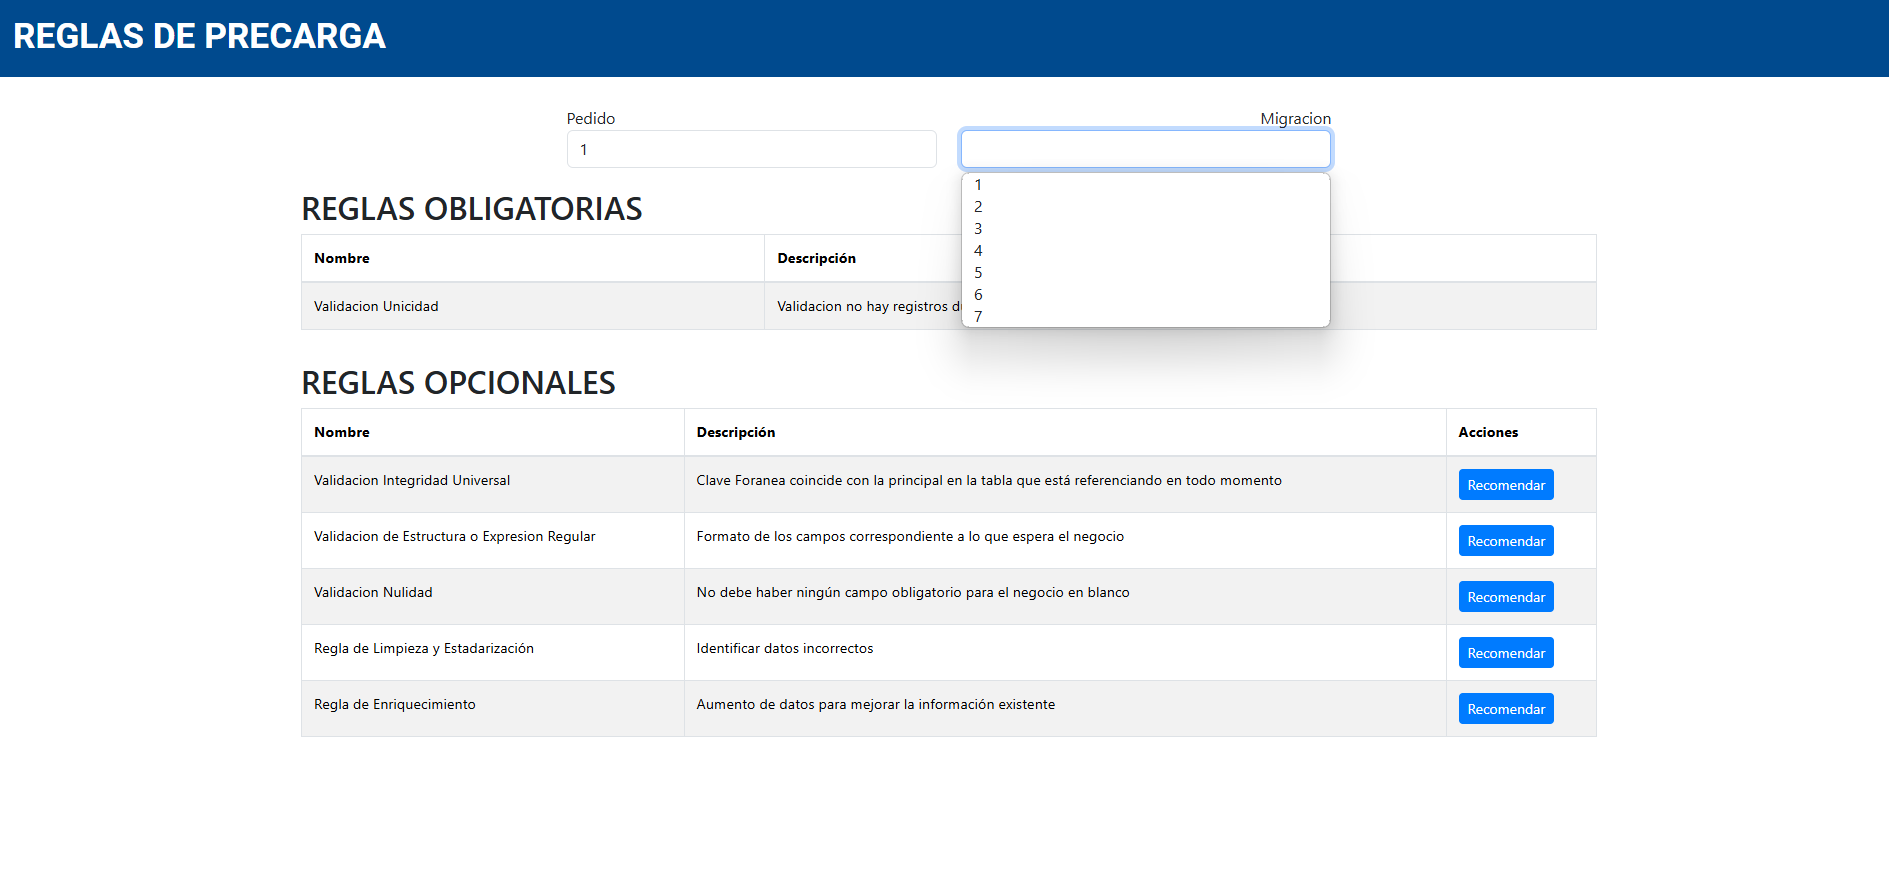 REGLAS DE PRECARGA
Pedido Migracion
1
1
2
3
4
5
6
7
REGLAS OBLIGATORIAS
Nombre Descripción
Validacion Unicidad Validacion no hay registros
REGLAS OPCIONALES
Nombre Descripción Acciones
Validacion Integridad Universal Clave Foranea coincide con la principal en la tabla que está referenciando en todo momento Recomendar
Validacion de Estructura o Expresion Regular Formato de los campos correspondiente a lo que espera el negocio Recomendar
Validacion Nulidad No debe haber ningún campo obligatorio para el negocio en blanco Recomendar
Regla de Limpieza y Estadarización Identificar datos incorrectos Recomendar
Regla de Enriquecimiento Aumento de datos para mejorar la información existente Recomendar